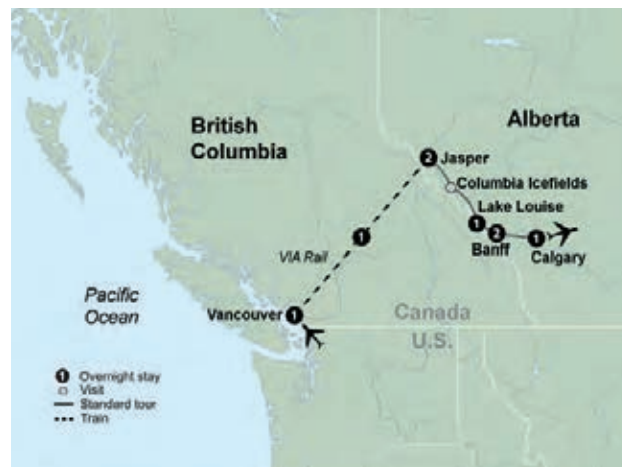 British
Columbia
Alberta
2 Jasper
Columbia Icefields
Lake Louise
1
2
1
Banff
Calgary
1
VIA Rail
Pacific
Ocean
Vancouver 1
Canada
U.S.
1 Overnight stay
Visit
Standard tour
Train